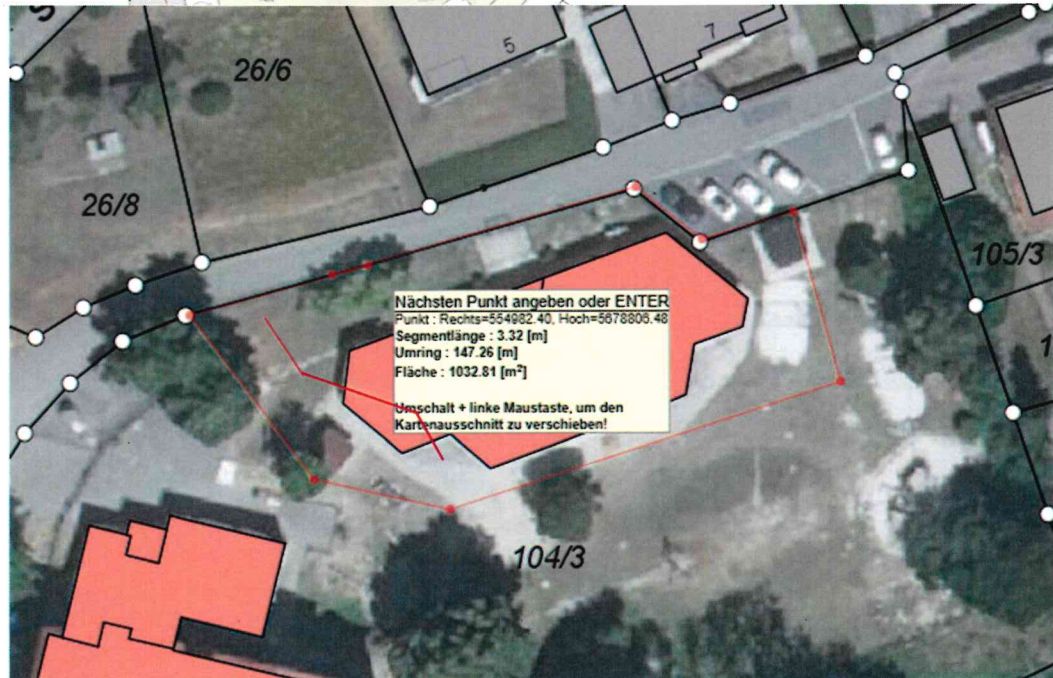 5
7
26/6
26/8
105/3
Nächsten Punkt angeben oder ENTER
Punkt : Rechts=554982.40, Hoch=5678806.48
Segmentlänge : 3.32 [m]
Umring : 147.26 [m]
Fläche : 1032.81 [m²]
Umschalt + linke Maustaste, um den
Kartenausschnitt zu verschieben!
104/3